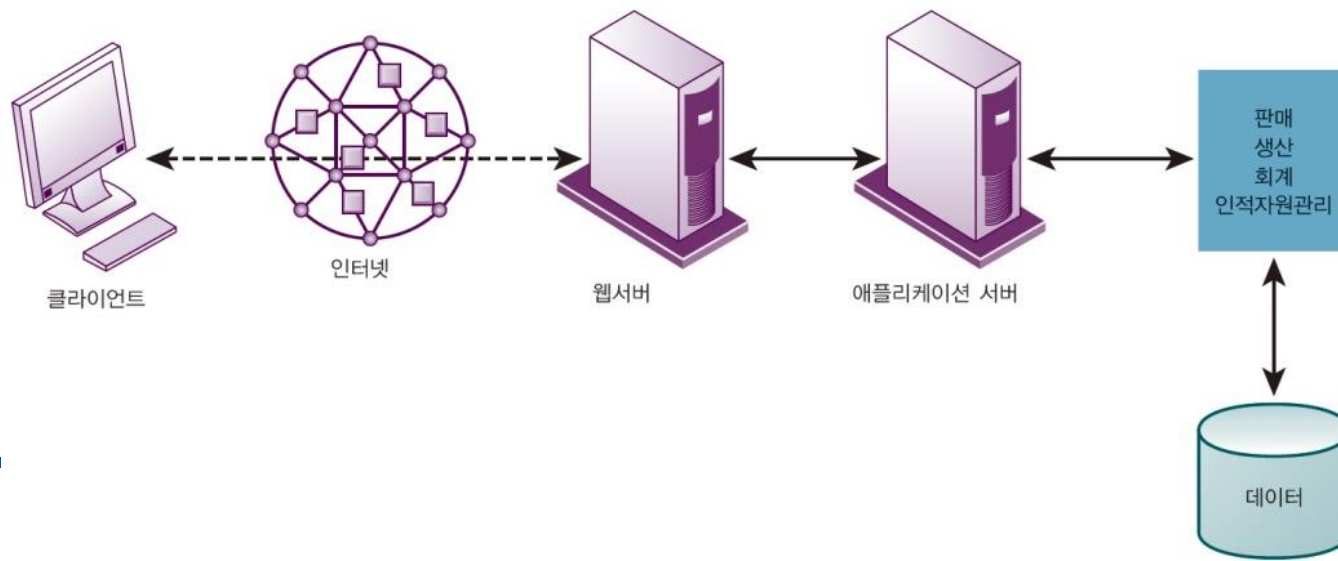 판매
생산
회계
인적자원관리
인터넷
클라이언트
웹서버
애플리케이션 서버
데이터